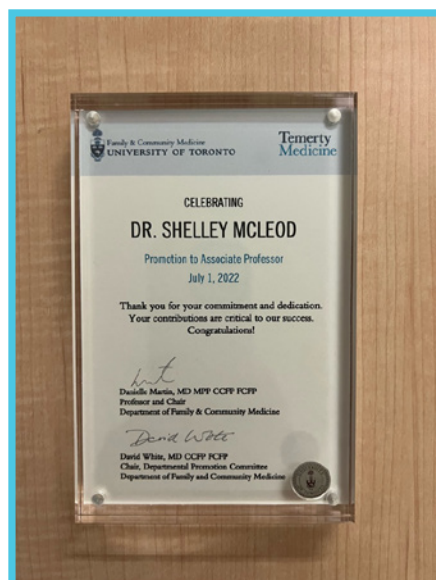 Family & Community Medicine
UNIVERSITY OF TORONTO
Temerty
Medicine
CELEBRATING
DR. SHELLEY MCLEOD
Promotion to Associate Professor
July 1, 2022
Thank you for your commitment and dedication.
Your contributions are critical to our success.
Congratulations!
Danielle Martin, MD MPP CCFP FCFP
Professor and Chair
Department of Family & Community Medicine
David White
David White, MD CCFP FCFP
Chair, Departmental Promotion Committee
Department of Family and Community Medicine